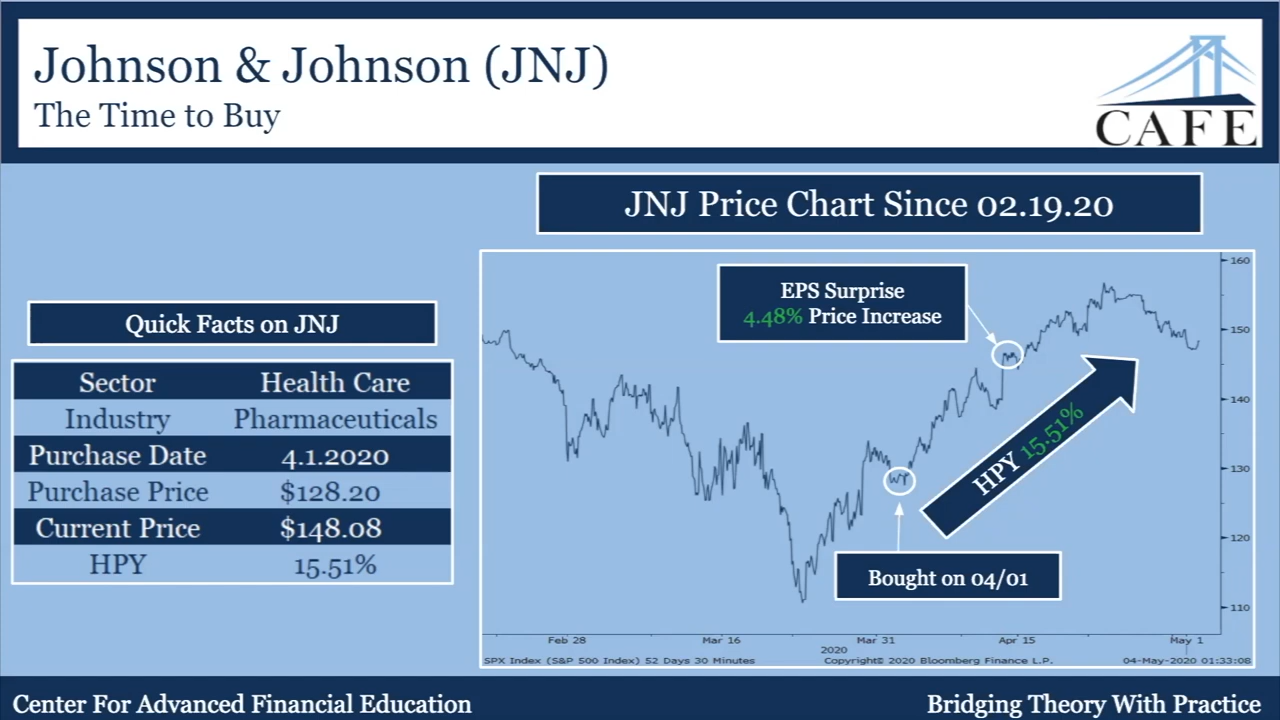 Johnson & Johnson (JNJ)
The Time to Buy
CAFE
JNJ Price Chart Since 02.19.20
Quick Facts on JNJ
Sector Health Care
Industry Pharmaceuticals
Purchase Date 4.1.2020
Purchase Price $128.20
Current Price $148.08
HPY 15.51%
EPS Surprise
4.48% Price Increase
HPY 15.51%
Bought on 04/01
160
150
140
130
120
110
Feb 28 Mar 16 Mar 31 Apr 15 May 1
2020
SPX Index (S&P 500 Index) 52 Days 30 Minutes Copyright© 2020 Bloomberg Finance L.P. 04-May-2020 01:33:08
Center For Advanced Financial Education Bridging Theory With Practice